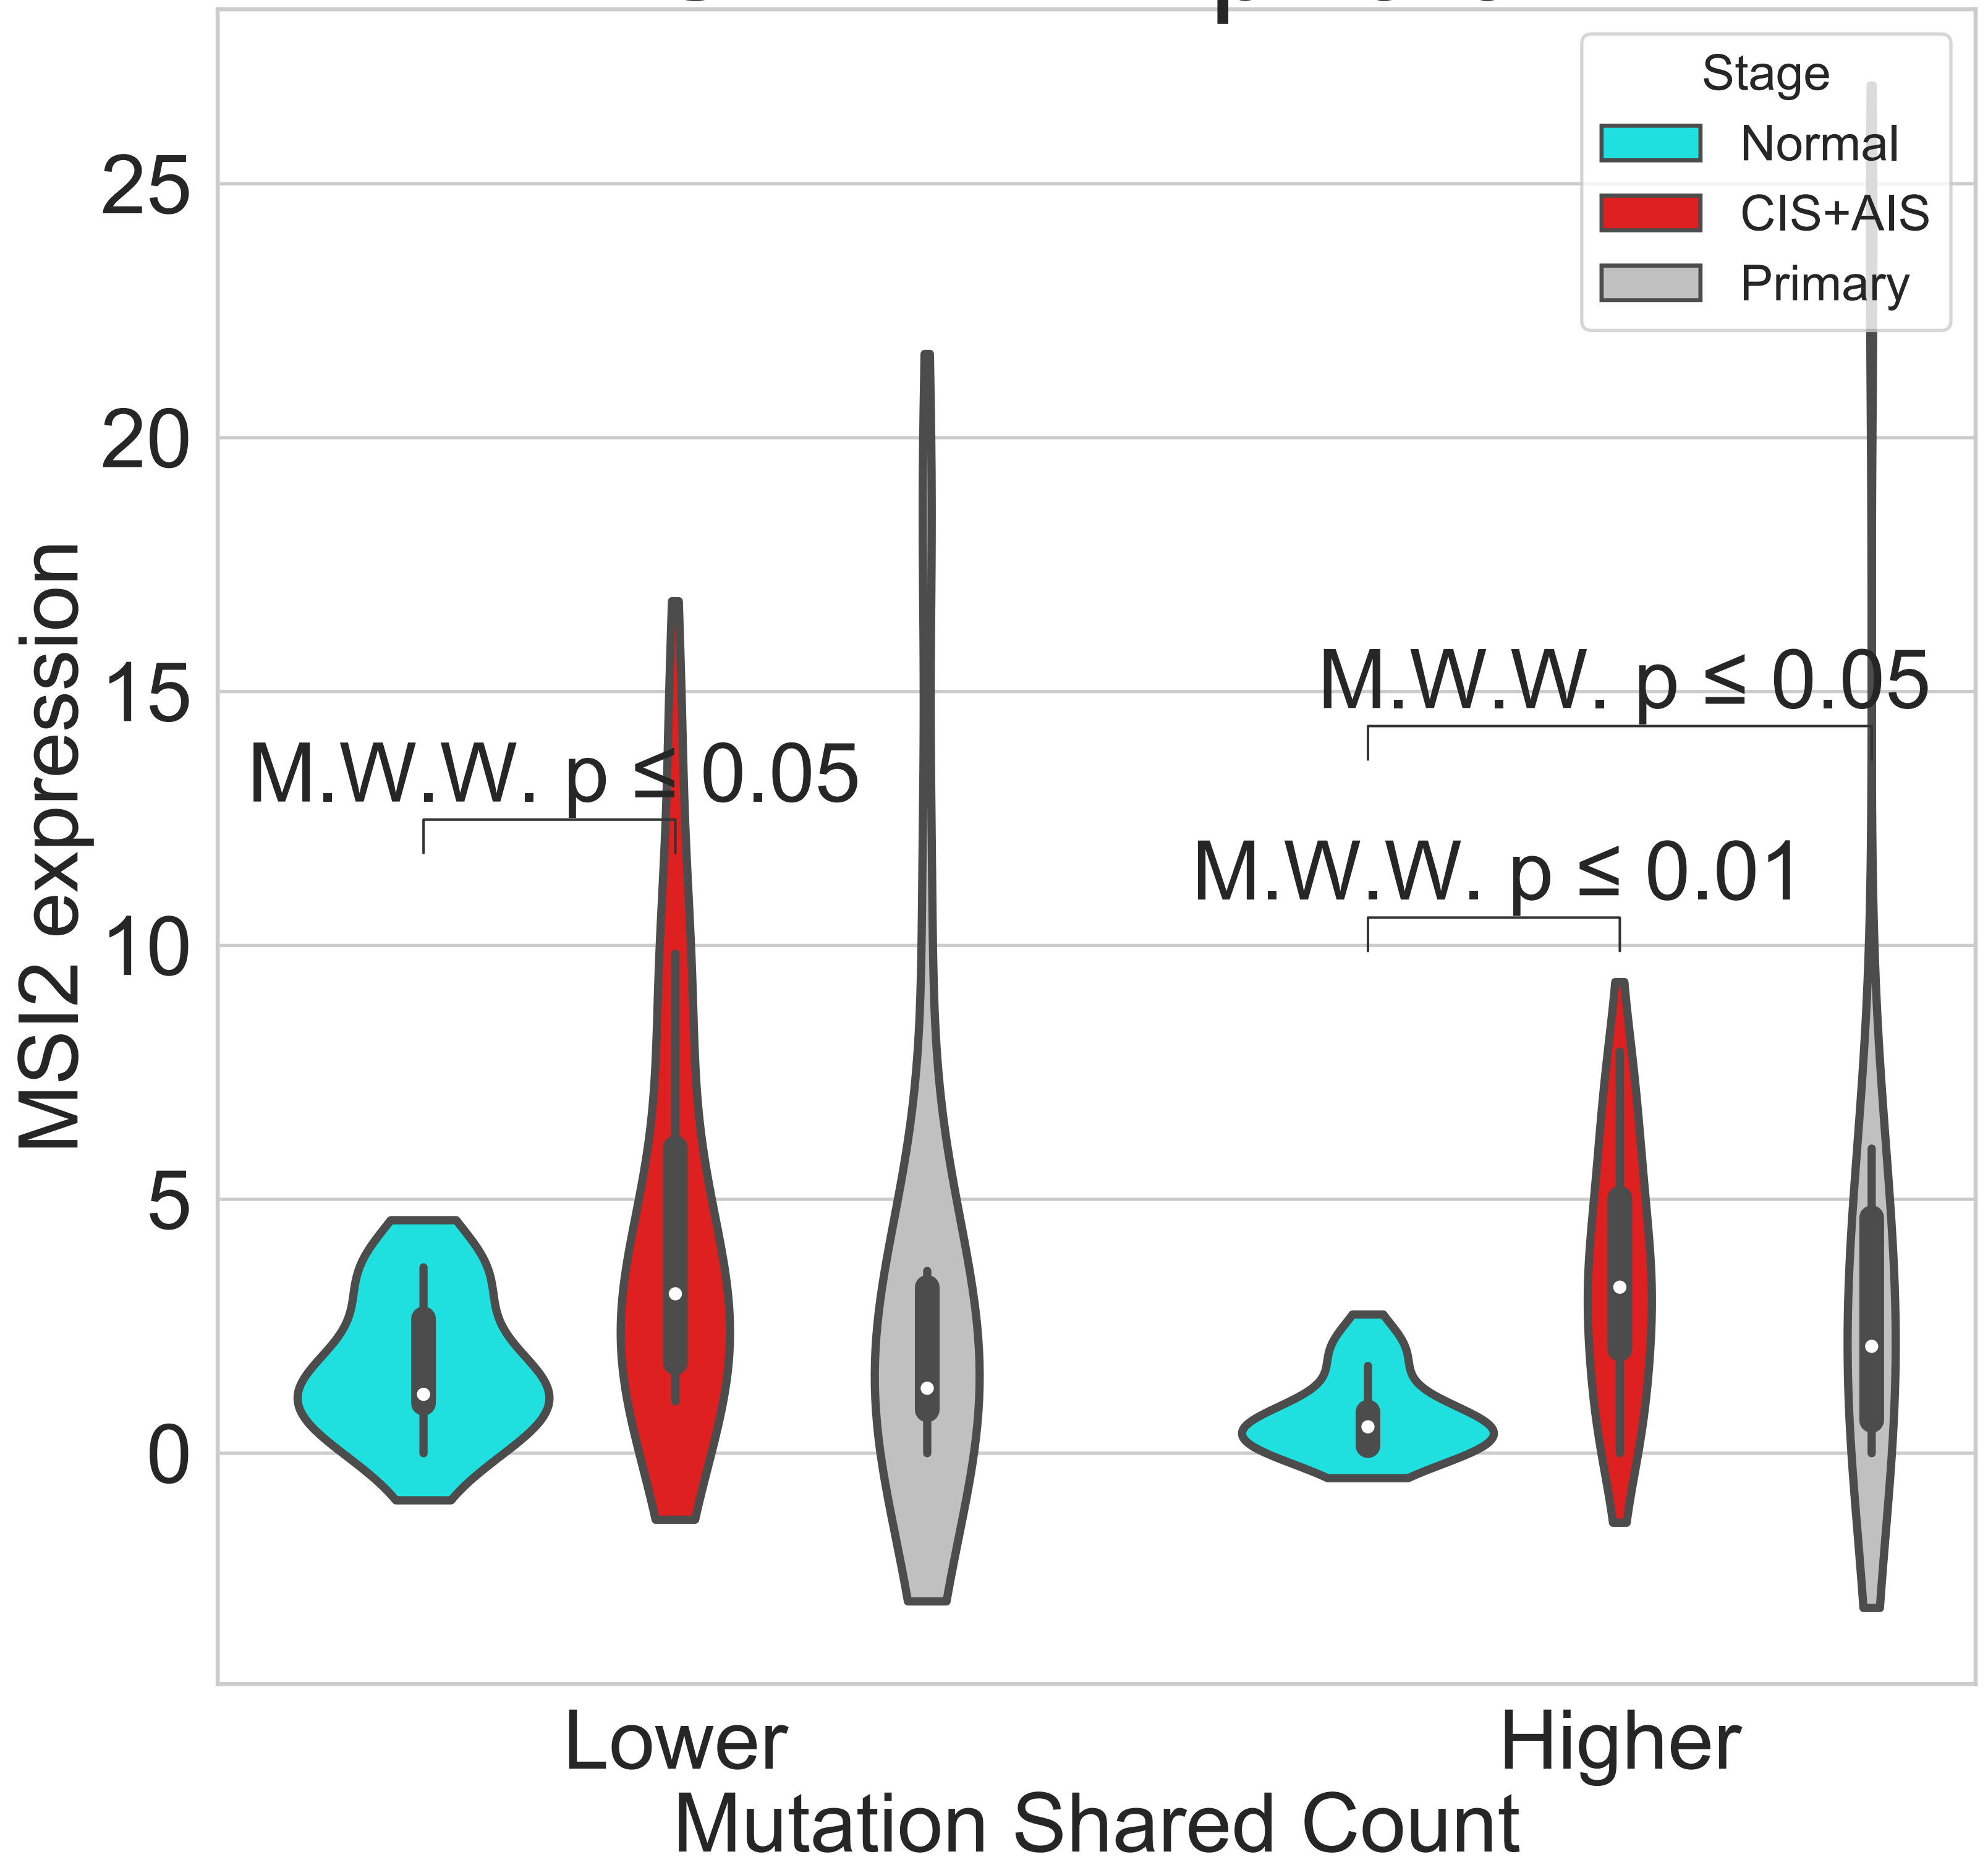 Stage
Normal
CIS+AIS
Primary
25
20
15
10
5
0
MSI2 expression
M.W.W. p ≤ 0.05
M.W.W. p ≤ 0.05
M.W.W. p ≤ 0.01
Lower
Higher
Mutation Shared Count